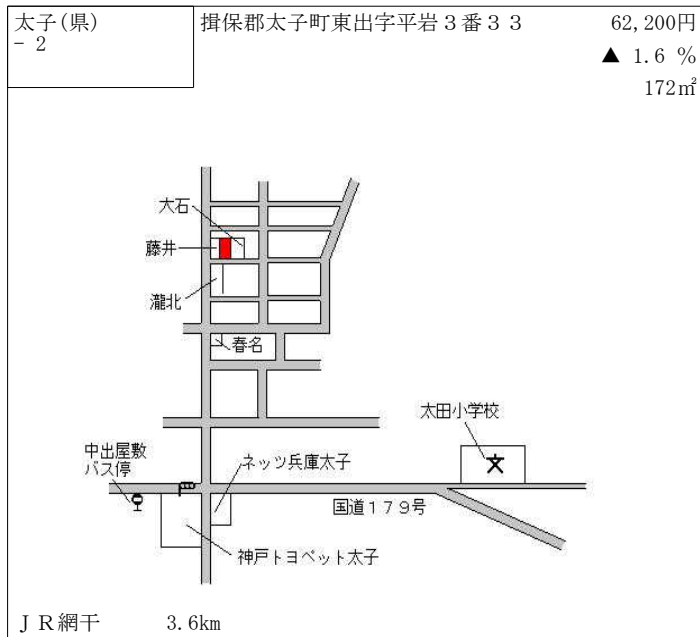 太子(県)
- 2
揖保郡太子町東出字平岩３番３３
62,200円
▲ 1.6 %
172㎡
大石
藤井
瀧北
春名
太田小学校
中出屋敷
バス停
ネッツ兵庫太子
国道１７９号
神戸トヨペット太子
ＪＲ網干 3.6km